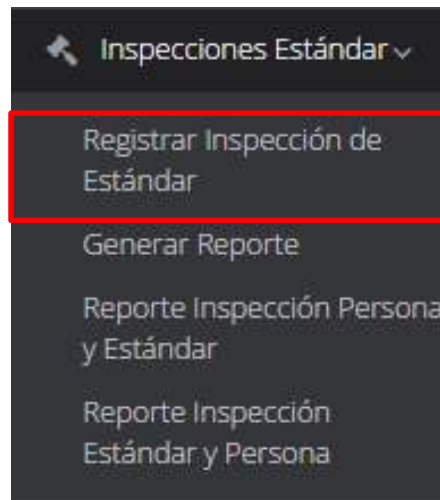 Inspecciones Estándar
Registrar Inspección de
Estándar
Generar Reporte
Reporte Inspección Persona
y Estándar
Reporte Inspección
Estándar y Persona